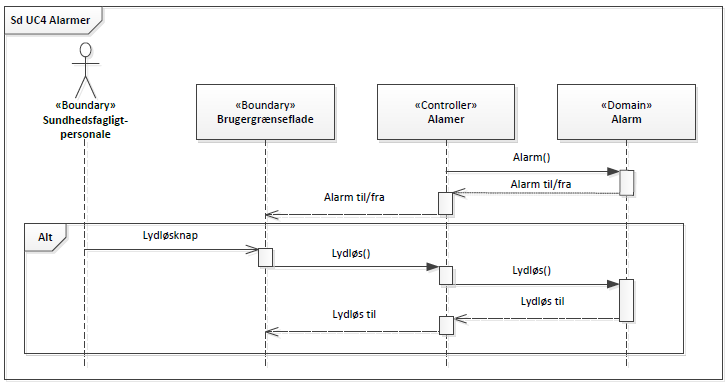 Sd UC4 Alarmer
«Boundary»
Sundhedsfagligt-
personale
«Boundary»
Brugergrænseflade
«Controller»
Alamer
«Domain»
Alarm
Alarm()
Alarm til/fra
Alarm til/fra
Alt
Lydløsknap
Lydløs()
Lydløs()
Lydløs til
Lydløs til